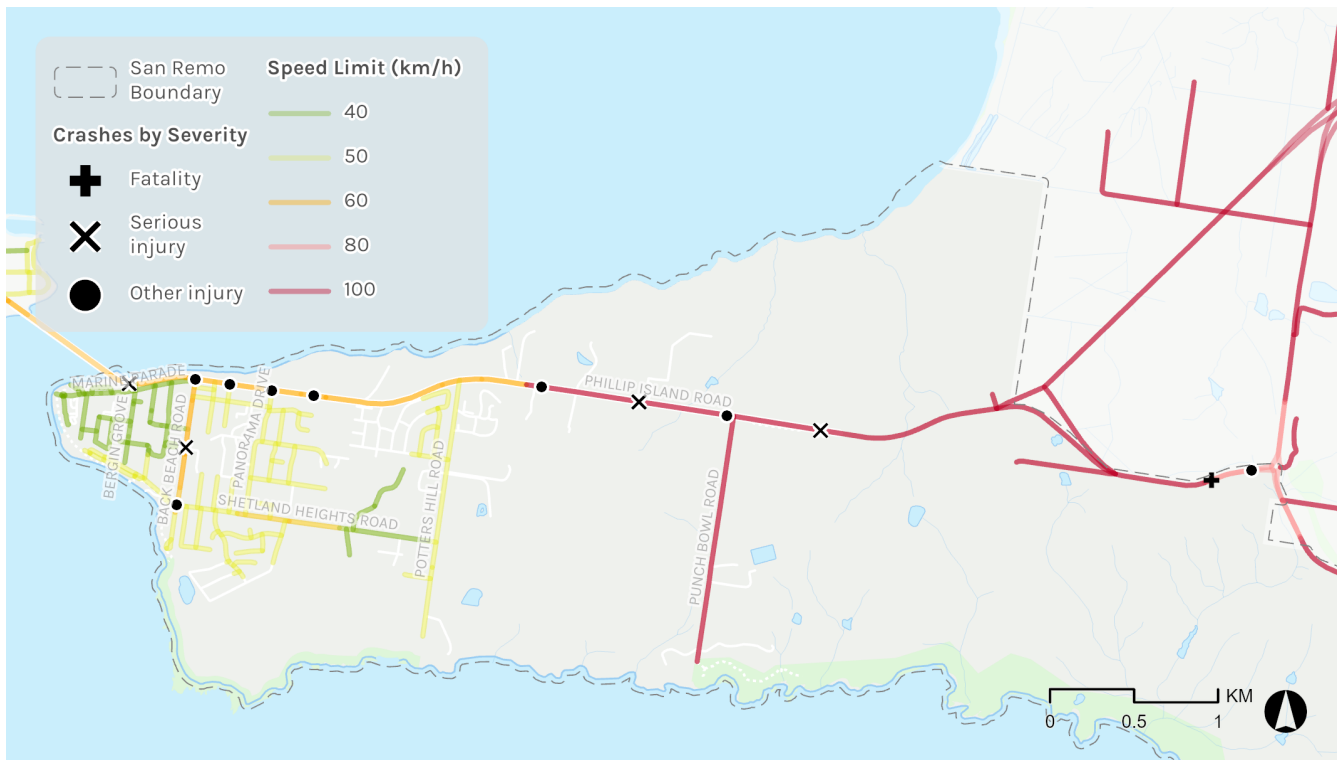 San Remo
Boundary
Crashes by Severity
Fatality
Serious
injury
Other injury
Speed Limit (km/h)
40
50
60
80
100
MARINE PARADE
BERGIN GROVE
BACK BEACH ROAD
PANORAMA DRIVE
SHETLAND HEIGHTS ROAD
POTTERS HILL ROAD
PHILLIP ISLAND ROAD
PUNCH BOWL ROAD
KM
0 0.5 1